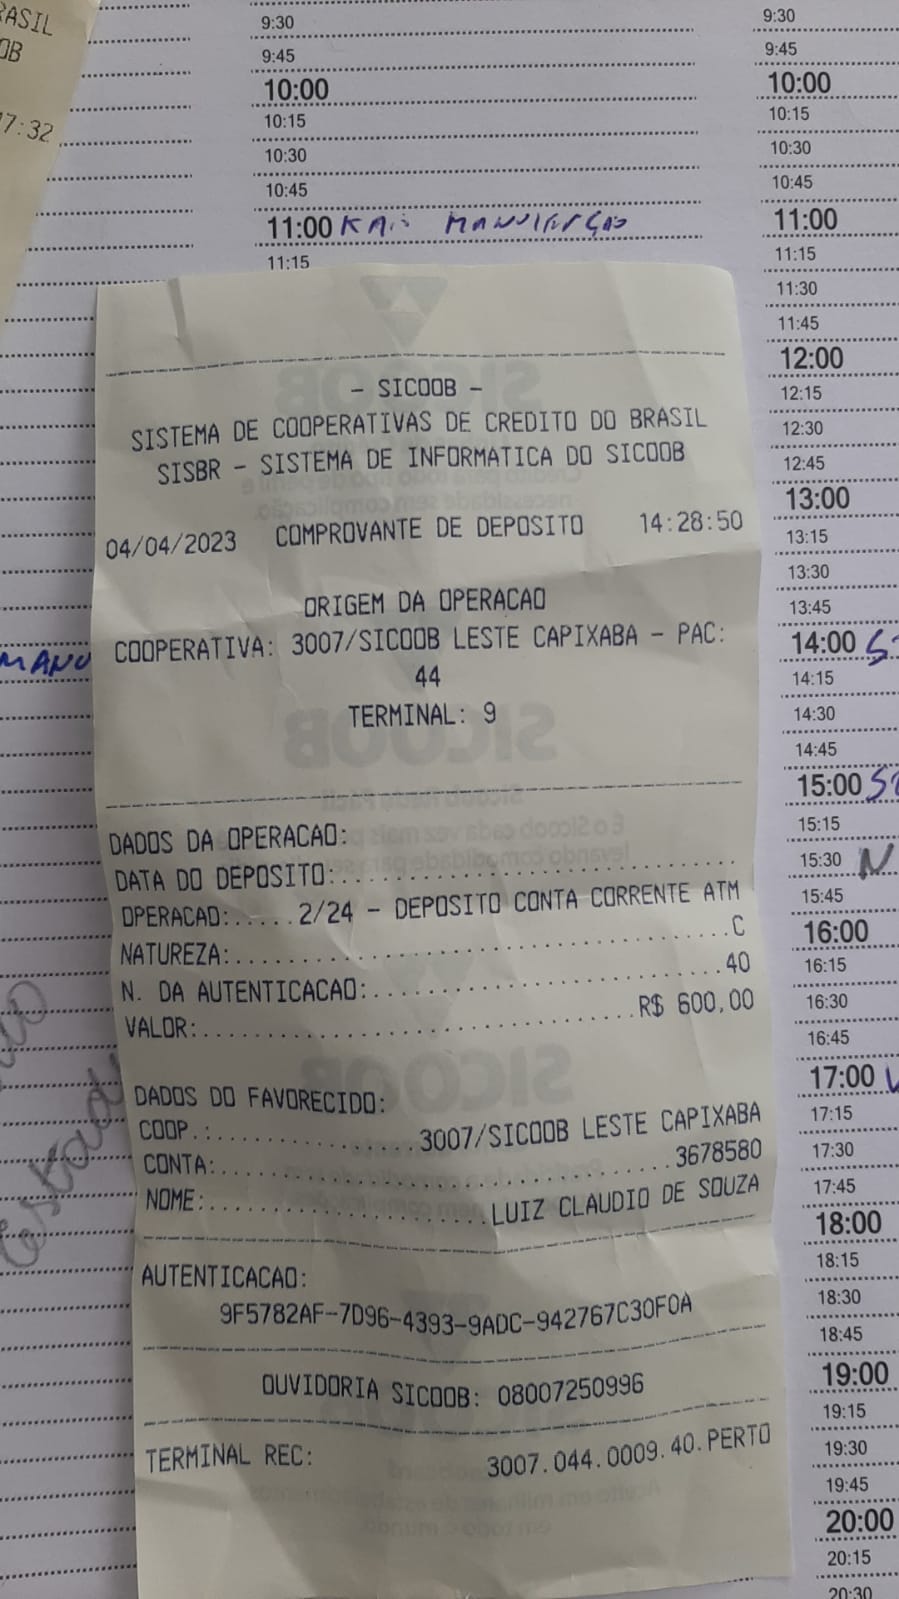 RASIL
OB
17:32
9:30
9:45
10:00
10:15
10:30
10:45
11:00
11:15
- SICOOB -
SISTEMA DE COOPERATIVAS DE CREDITO DO BRASIL
SISBR - SISTEMA DE INFORMATICA DO SICOOB
04/04/2023 COMPROVANTE DE DEPOSITO 14:28:50
ORIGEM DA OPERACAO
COOPERATIVA: 3007/SICOOB LESTE CAPIXABA - PAC:
44
TERMINAL: 9
DADOS DA OPERACAO:
DATA DO DEPOSITO:
OPERACAO:.....2/24 - DEPOSITO CONTA CORRENTE ATM
NATUREZA:.................................C
N. DA AUTENTICACAO:.......................40
VALOR:.............................R$ 600,00
DADOS DO FAVORECIDO:
COOP.:...............3007/SICOOB LESTE CAPIXABA
CONTA:..............................3678580
NOME:...................LUIZ CLAUDIO DE SOUZA
AUTENTICACAO:
9F5782AF-7D96-4393-9ADC-942767C30F0A
OUVIDORIA SICOOB: 08007250996
TERMINAL REC: 3007.044.0009.40.PERTO
MANU
9:30
9:45
10:00
10:15
10:30
10:45
11:00
11:15
11:30
11:45
12:00
12:15
12:30
12:45
13:00
13:15
13:30
13:45
14:00
14:15
14:30
14:45
15:00
15:15
15:30 N
15:45
16:00
16:15
16:30
16:45
17:00
17:15
17:30
17:45
18:00
18:15
18:30
18:45
19:00
19:15
19:30
19:45
20:00
20:15
20:30